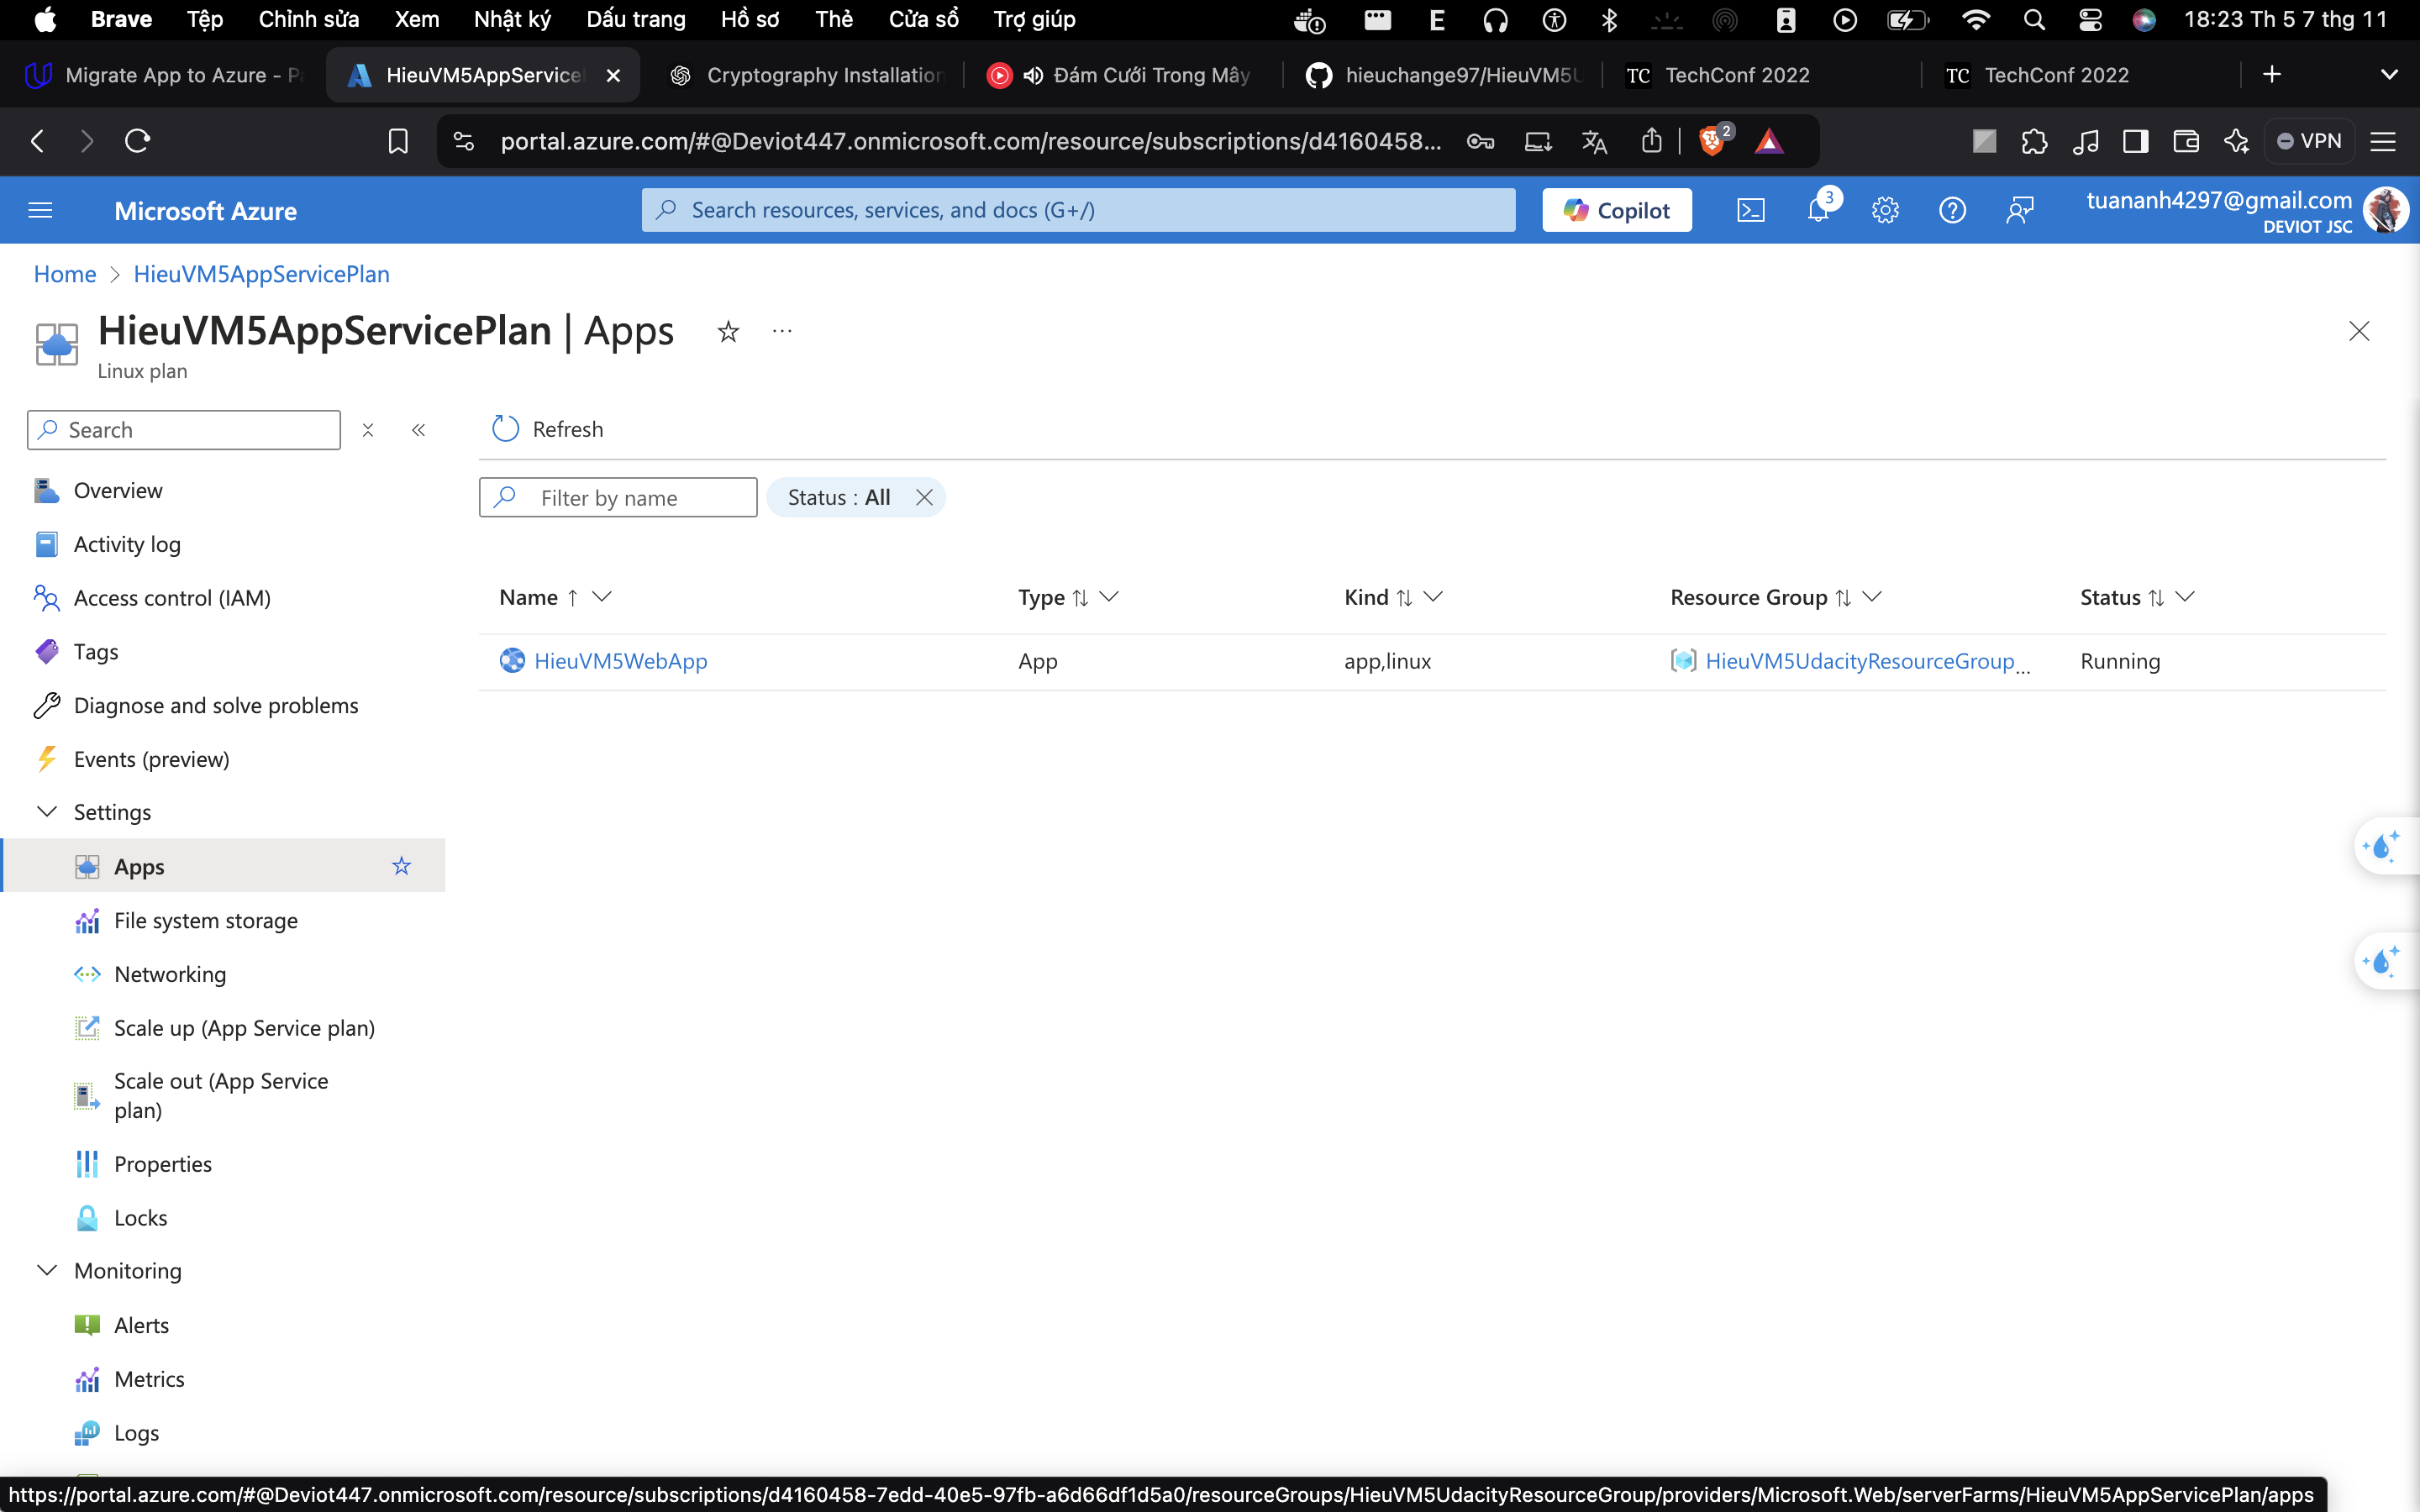 Brave Tệp Chỉnh sửa Xem Nhật ký Dấu trang Hồ sơ Thẻ Cửa sổ Trợ giúp E 18:23 Th 5 7 thg 11
Migrate App to Azure - Pa HieuVM5AppService Cryptography Installation Đám Cưới Trong Mây hieuchange97/HieuVM5U TC TechConf 2022 TC TechConf 2022
portal.azure.com/#@Deviot447.onmicrosoft.com/resource/subscriptions/d4160458... 2 VPN
Microsoft Azure Search resources, services, and docs (G+/) Copilot 3 tuananh4297@gmail.com
DEVIOT JSC
Home > HieuVM5AppServicePlan
HieuVM5AppServicePlan | Apps ...
Linux plan
Search
Refresh
Filter by name Status : All
Overview
Activity log
Access control (IAM)
Tags
Diagnose and solve problems
Events (preview)
Settings
Apps
File system storage
Networking
Scale up (App Service plan)
Scale out (App Service
plan)
Properties
Locks
Monitoring
Alerts
Metrics
Logs
Name Type Kind Resource Group Status
HieuVM5WebApp App app,linux HieuVM5UdacityResourceGroup... Running
https://portal.azure.com/#@Deviot447.onmicrosoft.com/resource/subscriptions/d4160458-7edd-40e5-97fb-a6d66df1d5a0/resourceGroups/HieuVM5UdacityResourceGroup/providers/Microsoft.Web/serverFarms/HieuVM5AppServicePlan/apps